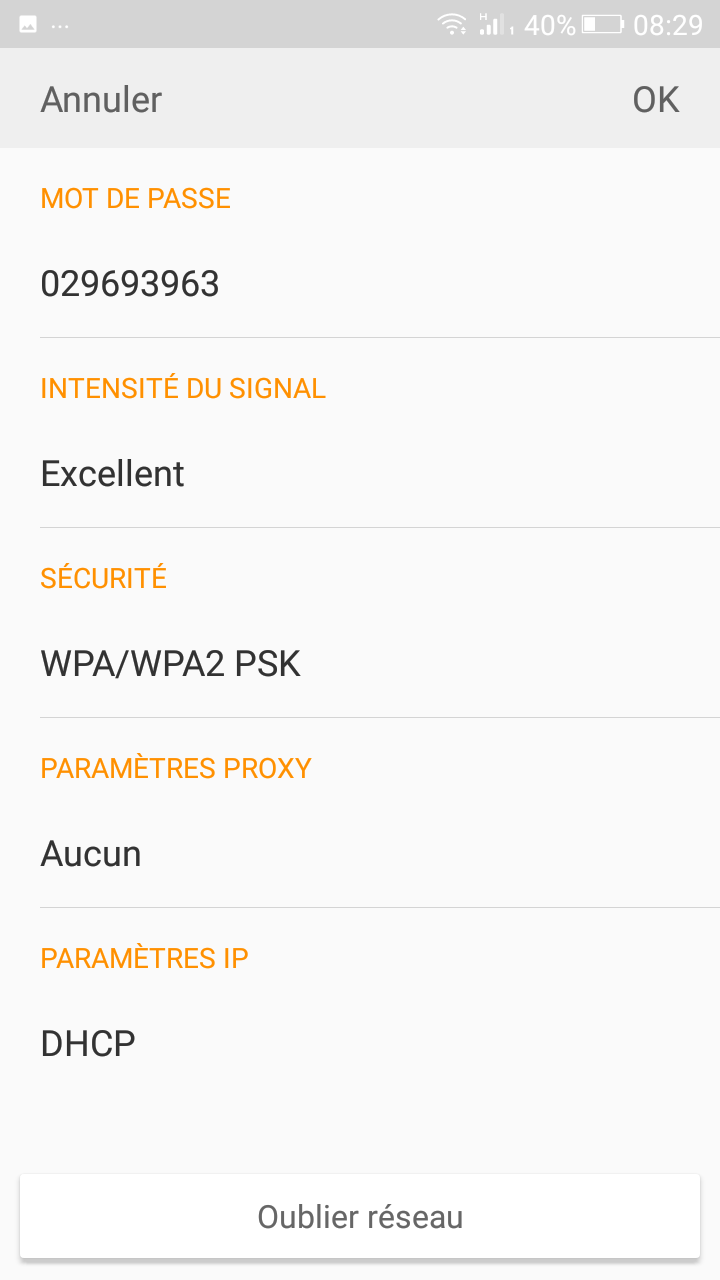 ... H 1 40% 08:29
Annuler OK
MOT DE PASSE
029693963
INTENSITÉ DU SIGNAL
Excellent
SÉCURITÉ
WPA/WPA2 PSK
PARAMÈTRES PROXY
Aucun
PARAMÈTRES IP
DHCP
Oublier réseau